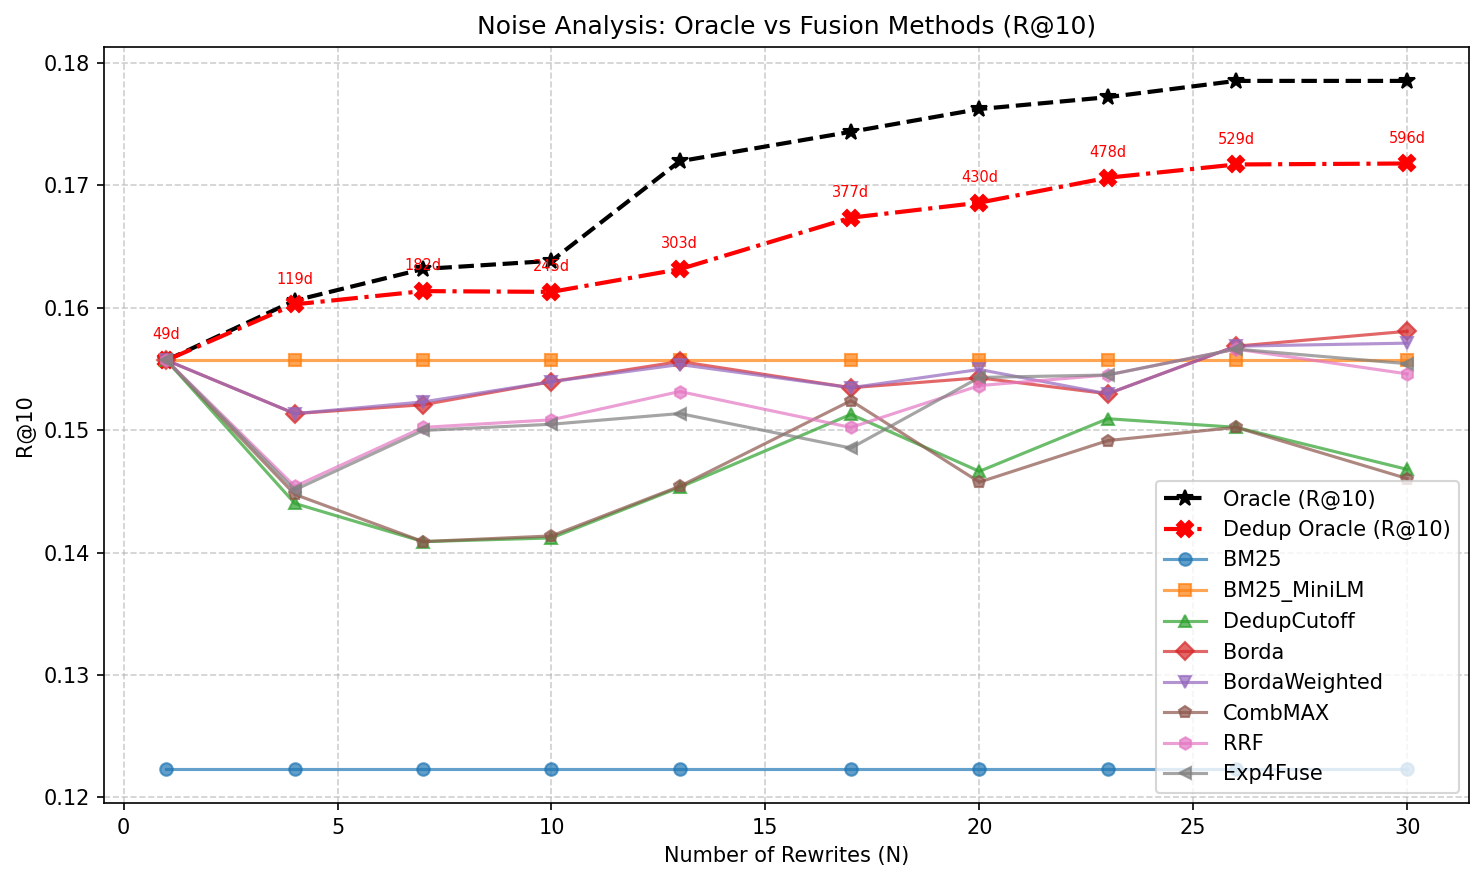 Noise Analysis: Oracle vs Fusion Methods (R@10)
0.18
0.17
0.16
0.15
0.14
0.13
0.12
R@10
49d
119d
182d
245d
303d
377d
430d
478d
529d
596d
Oracle (R@10)
Dedup Oracle (R@10)
BM25
BM25_MiniLM
DedupCutoff
Borda
BordaWeighted
CombMAX
RRF
Exp4Fuse
0 5 10 15 20 25 30
Number of Rewrites (N)